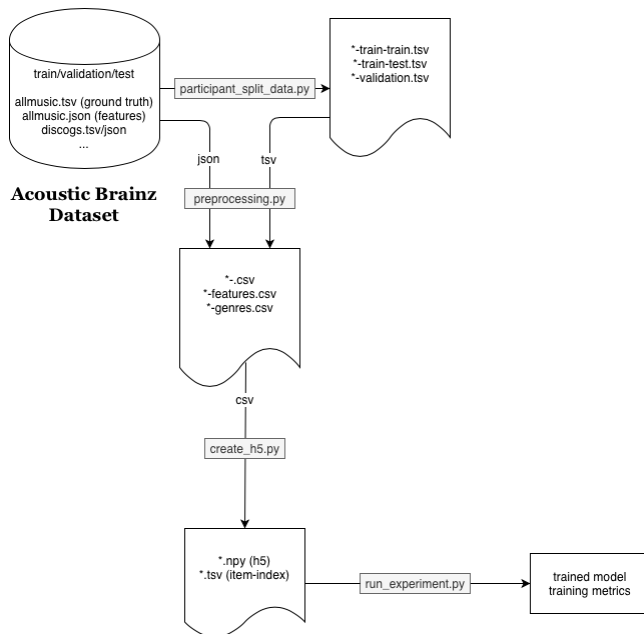 train/validation/test
allmusic.tsv (ground truth)
allmusic.json (features)
discogs.tsv/json
...
Acoustic Brainz
Dataset
participant_split_data.py
*-train-train.tsv
*-train-test.tsv
*-validation.tsv
json
tsv
preprocessing.py
*-.csv
*-features.csv
*-genres.csv
csv
create_h5.py
*.npy (h5)
*.tsv (item-index)
run_experiment.py
trained model
training metrics